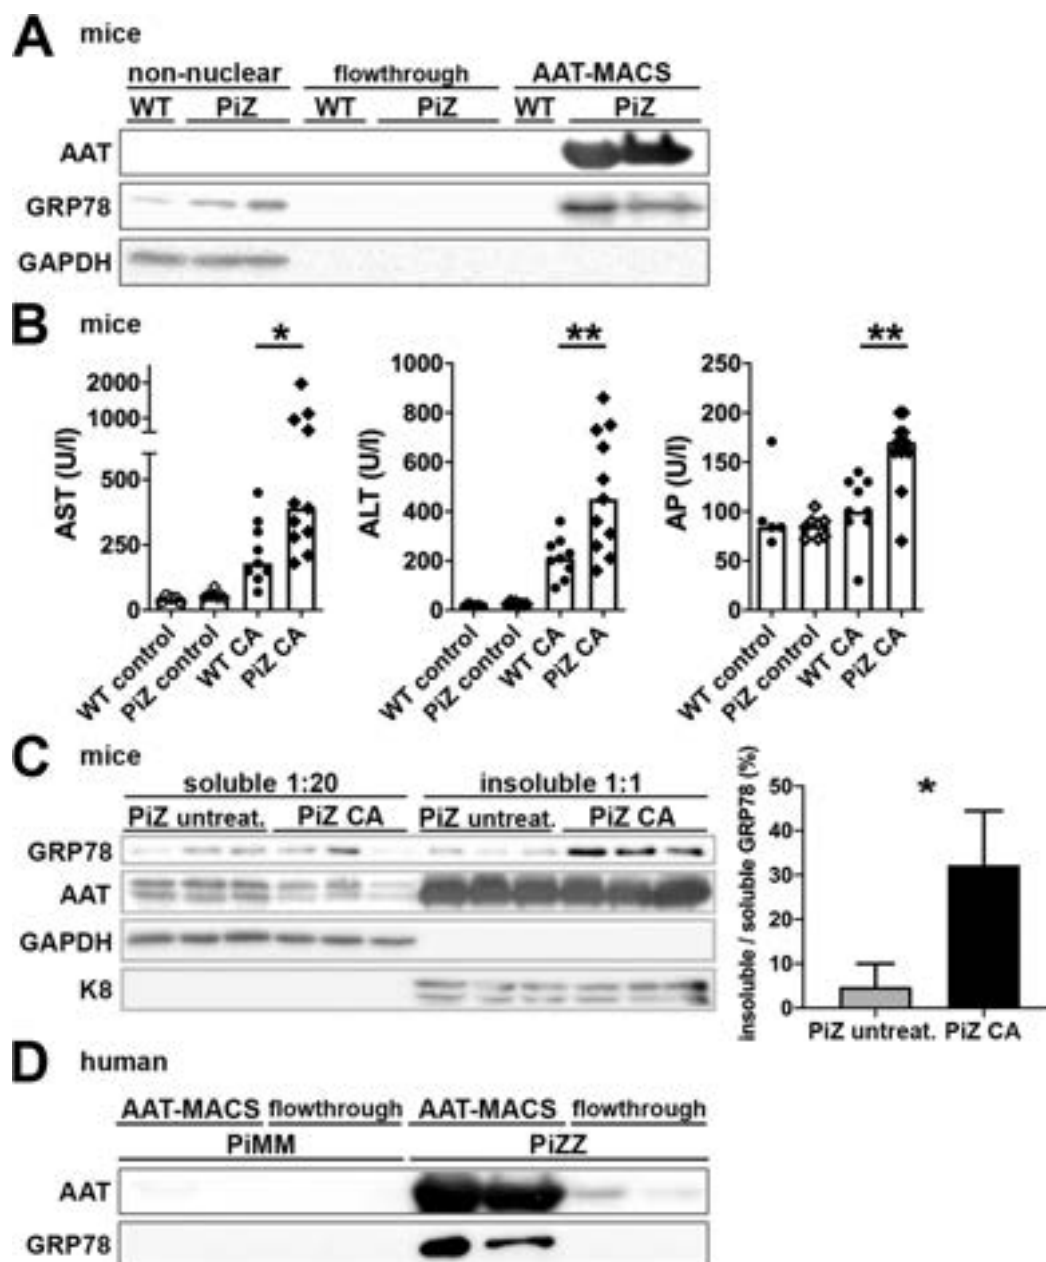 A mice
non-nuclear flowthrough AAT-MACS
WT PiZ WT PiZ WT PiZ
AAT
GRP78
GAPDH
B mice
* ** **
AST (U/l)
2000
1000
500
250
0
WT control
PiZ control
WT CA
PiZ CA
ALT (U/l)
1000
800
600
400
200
0
WT control
PiZ control
WT CA
PiZ CA
AP (U/l)
250
200
150
100
50
0
WT control
PiZ control
WT CA
PiZ CA
C mice
soluble 1:20 insoluble 1:1
PiZ untreat. PiZ CA PiZ untreat. PiZ CA
GRP78
AAT
GAPDH
K8
insoluble / soluble GRP78 (%)
50
40
30
20
10
0
*
PiZ untreat. PiZ CA
D human
AAT-MACS flowthrough AAT-MACS flowthrough
PiMM PiZZ
AAT
GRP78